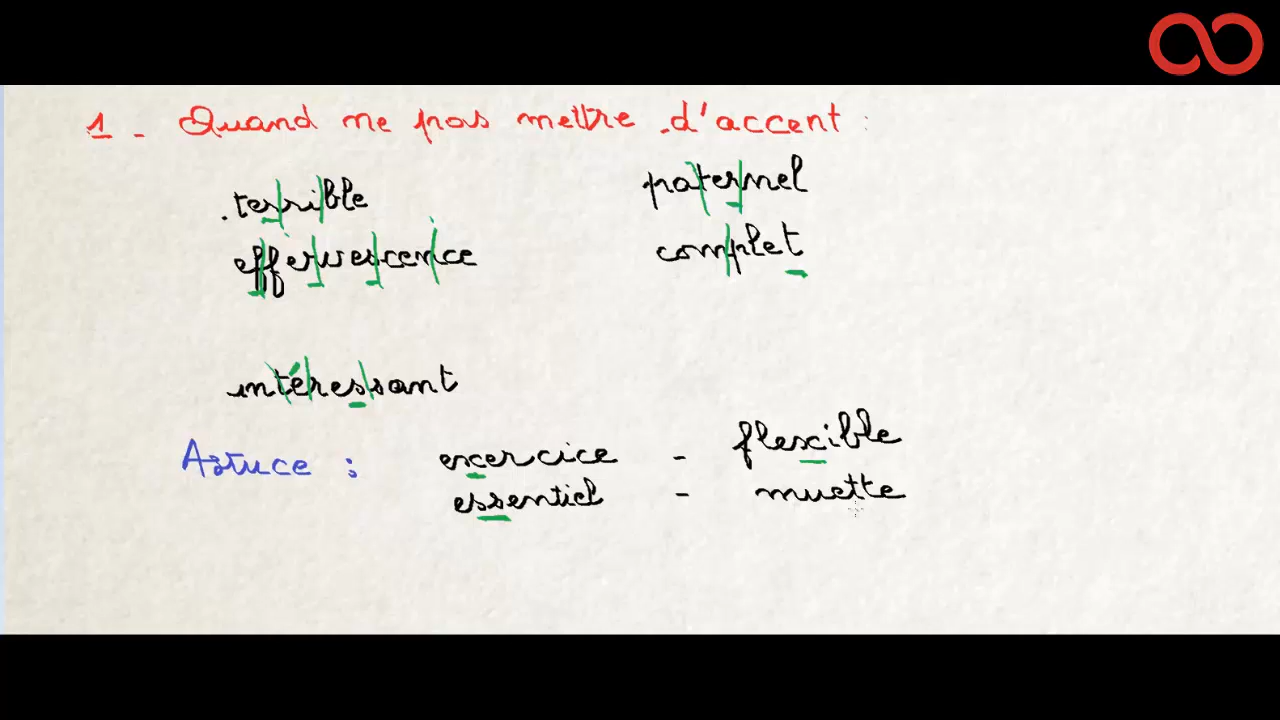 1 - Quand ne pas mettre d'accent :
terrible paternel
effervescence complet
intéressant
Astuce : exercice - flexible
essentiel - muette